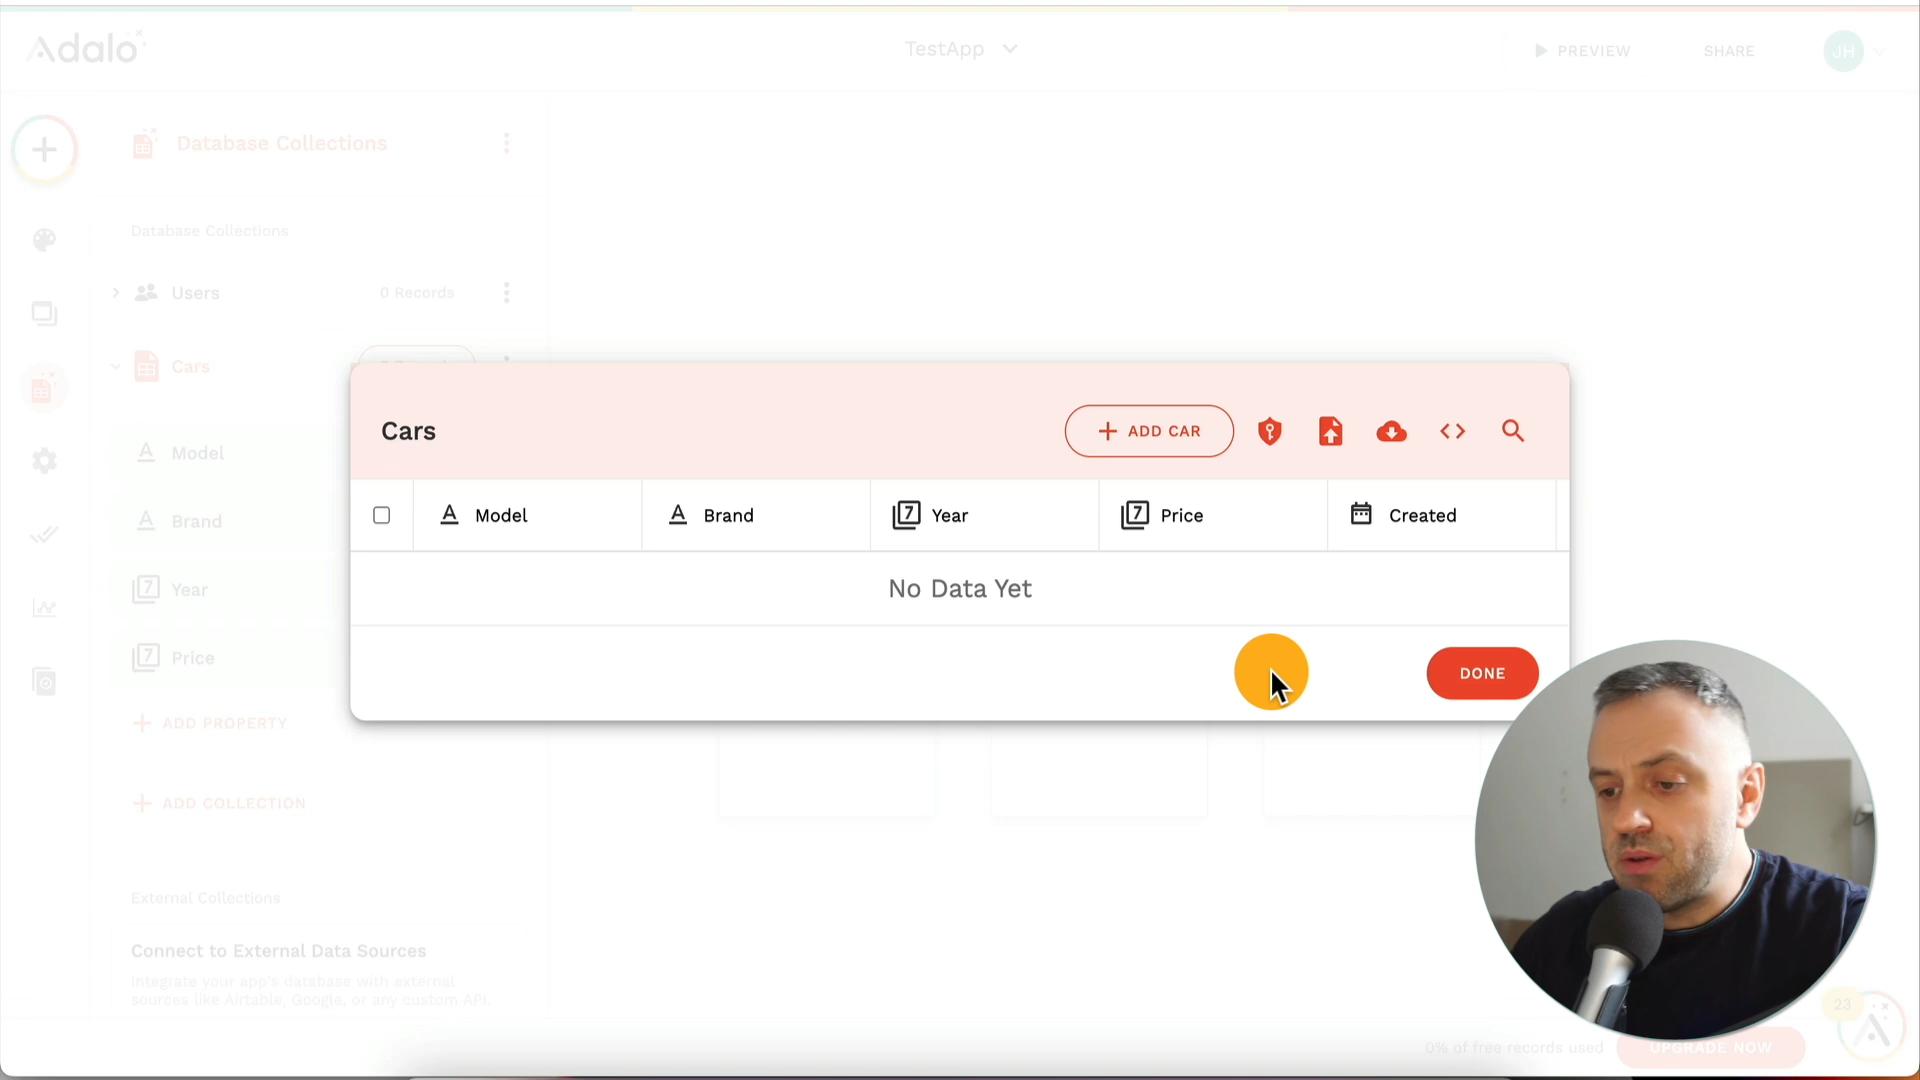 Adalo
TestApp
PREVIEW
SHARE
JH
Database Collections
Database Collections
Users
0 Records
Cars
Model
Brand
Year
Price
ADD PROPERTY
ADD COLLECTION
External Collections
Connect to External Data Sources
Integrate your app's database with external
sources like Airtable, Google, or any custom API.
Cars
ADD CAR
Model
Brand
Year
Price
Created
No Data Yet
DONE
23
0% of free records used
UPGRADE NOW